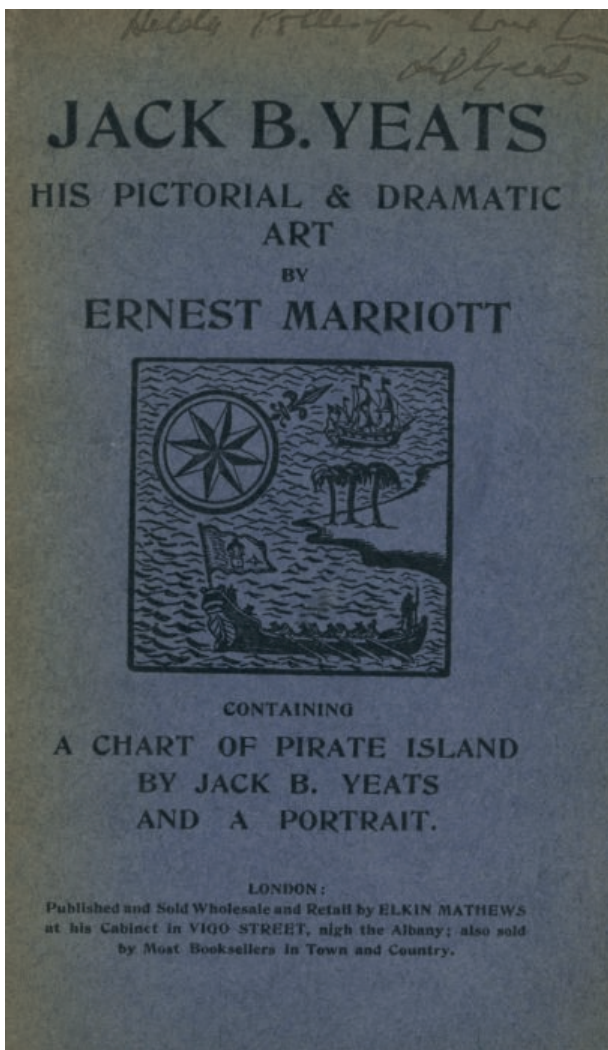 Hilda
JACK B. YEATS
HIS PICTORIAL & DRAMATIC
ART
BY
ERNEST MARRIOTT
CONTAINING
A CHART OF PIRATE ISLAND
BY JACK B. YEATS
AND A PORTRAIT.
LONDON:
Published and Sold Wholesale and Retail by ELKIN MATHEWS
at his Cabinet in VIGO STREET, nigh the Albany; also sold
by Most Booksellers in Town and Country.